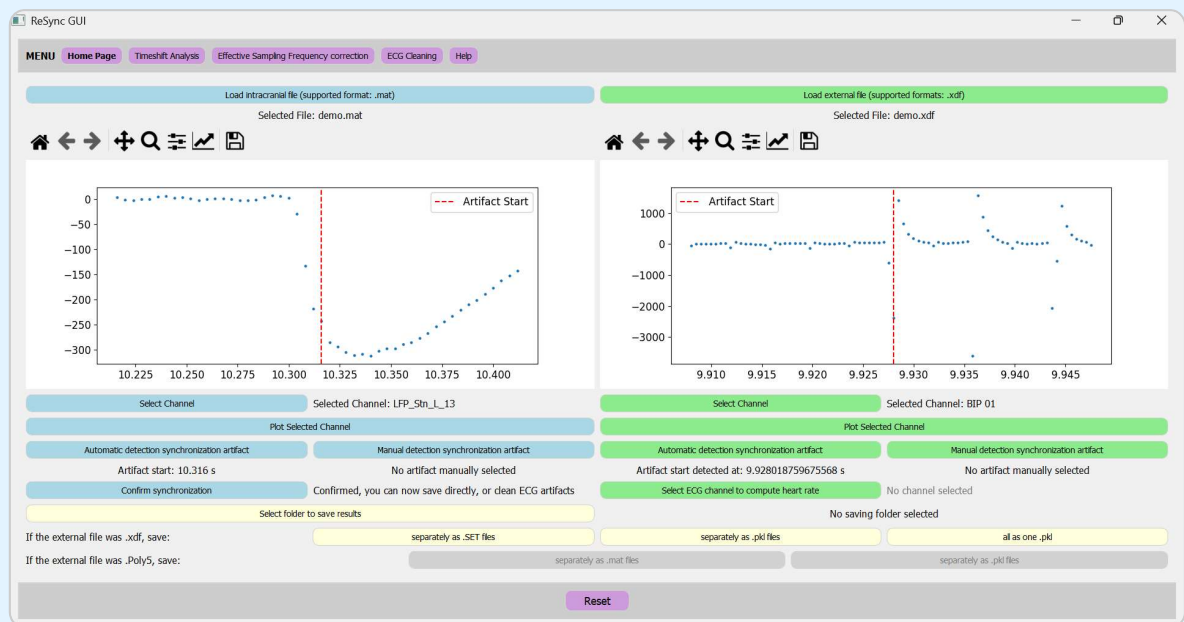 ReSync GUI
MENU Home Page Timeshift Analysis Effective Sampling Frequency correction ECG Cleaning Help
Load intracranial file (supported format: .mat)
Selected File: demo.mat
0
−50
−100
−150
−200
−250
−300
Artifact Start
10.225 10.250 10.275 10.300 10.325 10.350 10.375 10.400
Select Channel Selected Channel: LFP_Stn_L_13
Plot Selected Channel
Automatic detection synchronization artifact Manual detection synchronization artifact
Artifact start: 10.316 s No artifact manually selected
Confirm synchronization Confirmed, you can now save directly, or clean ECG artifacts
Load external file (supported formats: .xdf)
Selected File: demo.xdf
1000
0
−1000
−2000
−3000
Artifact Start
9.910 9.915 9.920 9.925 9.930 9.935 9.940 9.945
Select Channel Selected Channel: BIP 01
Plot Selected Channel
Automatic detection synchronization artifact Manual detection synchronization artifact
Artifact start detected at: 9.928018759675568 s No artifact manually selected
Select ECG channel to compute heart rate No channel selected
Select folder to save results No saving folder selected
If the external file was .xdf, save: separately as .SET files separately as .pkl files all as one .pkl
If the external file was .Poly5, save: separately as .mat files separately as .pkl files
Reset